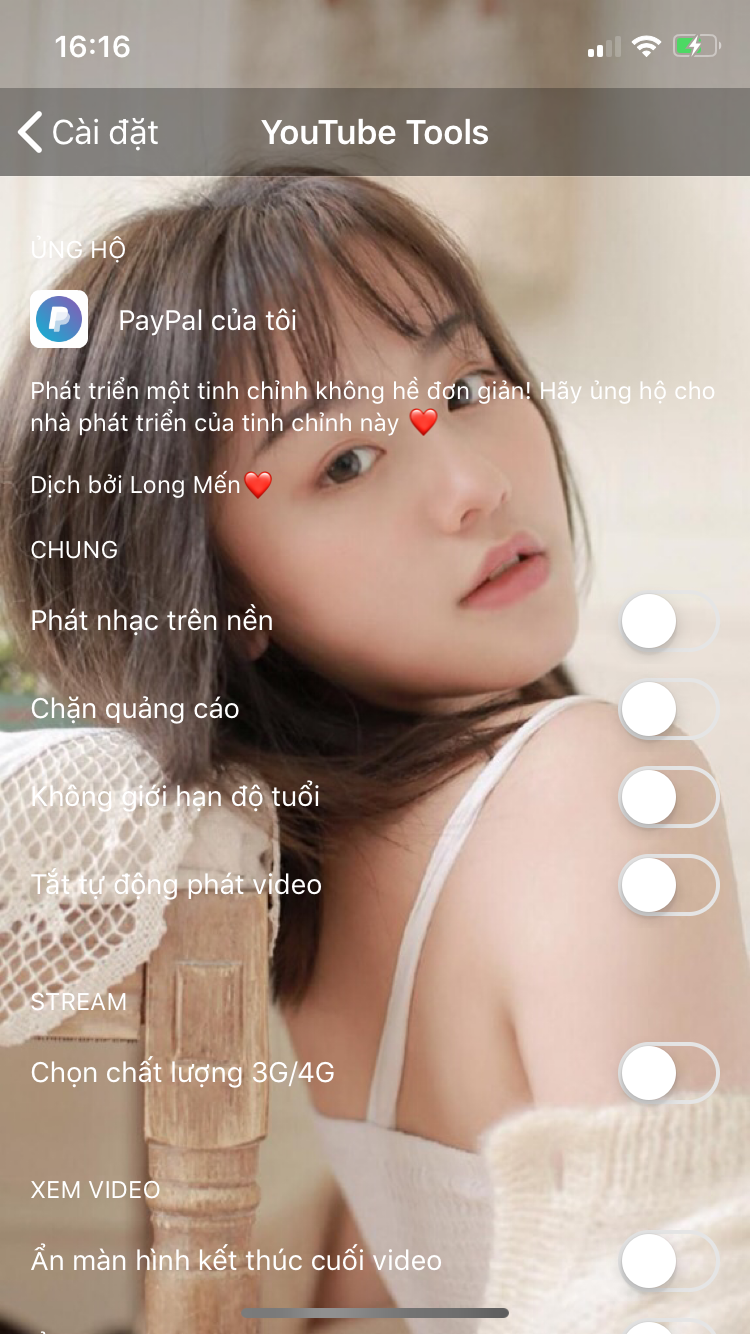 16:16
Cài đặt
YouTube Tools
ỦNG HỘ
PayPal của tôi
Phát triển một tinh chỉnh không hề đơn giản! Hãy ủng hộ cho
nhà phát triển của tinh chỉnh này ❤️
Dịch bởi Long Mến❤️
CHUNG
Phát nhạc trên nền
Chặn quảng cáo
Không giới hạn độ tuổi
Tắt tự động phát video
STREAM
Chọn chất lượng 3G/4G
XEM VIDEO
Ẩn màn hình kết thúc cuối video